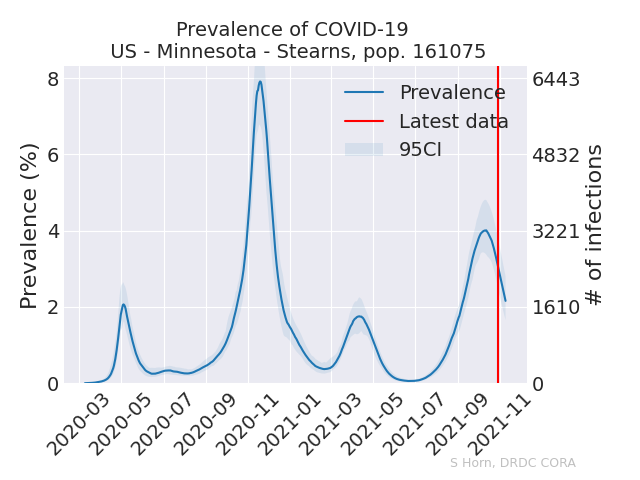 Prevalence of COVID-19
US - Minnesota - Stearns, pop. 161075
Prevalence (%)
8
6
4
2
0
6443
4832
3221
1610
0
# of infections
Prevalence
Latest data
95CI
2020-03
2020-05
2020-07
2020-09
2020-11
2021-01
2021-03
2021-05
2021-07
2021-09
2021-11
S Horn, DRDC CORA